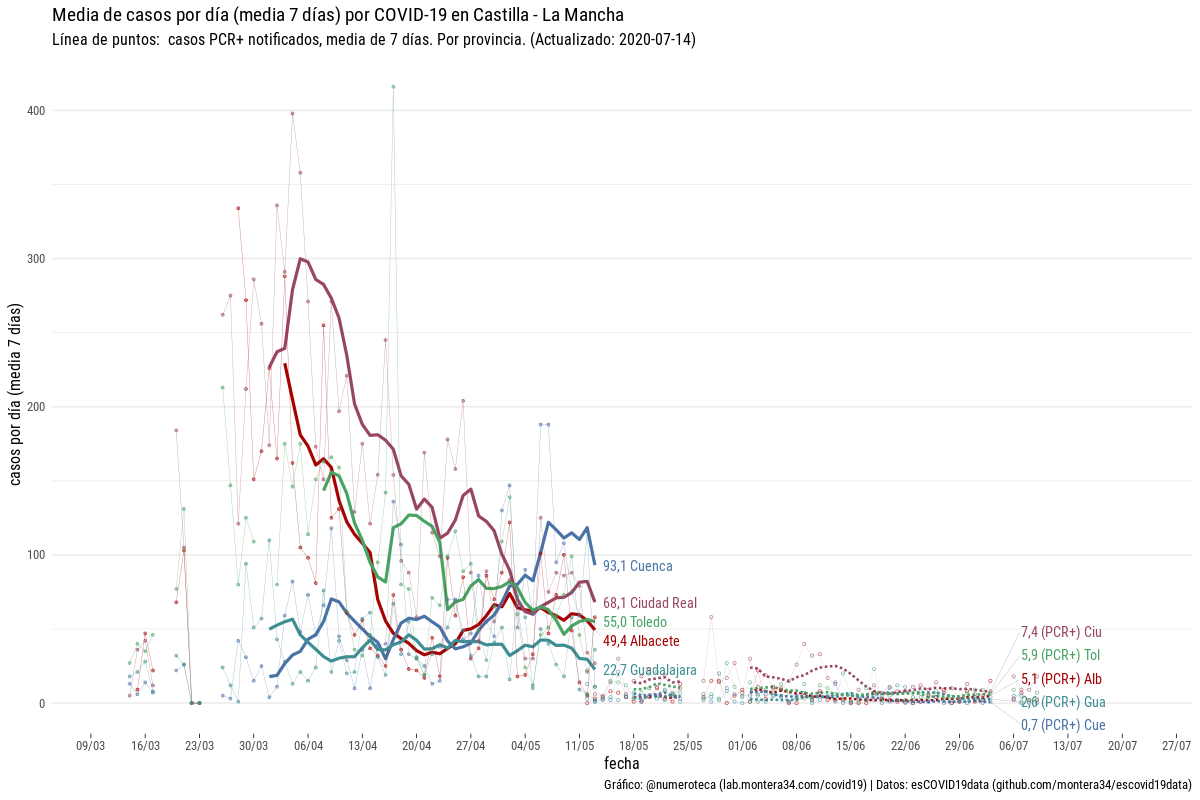 Media de casos por día (media 7 días) por COVID-19 en Castilla - La Mancha
Línea de puntos:  casos PCR+ notificados, media de 7 días. Por provincia. (Actualizado: 2020-07-14)
casos por día (media 7 días)
400
300
200
100
0
93,1 Cuenca
68,1 Ciudad Real
55,0 Toledo
49,4 Albacete
22,7 Guadalajara
7,4 (PCR+) Ciu
5,9 (PCR+) Tol
5,1 (PCR+) Alb
(PCR+) Gua
0,7 (PCR+) Cue
09/03 16/03 23/03 30/03 06/04 13/04 20/04 27/04 04/05 11/05 18/05 25/05 01/06 08/06 15/06 22/06 29/06 06/07 13/07 20/07 27/07
fecha
Gráfico: @numeroteca (lab.montera34.com/covid19) | Datos: esCOVID19data (github.com/montera34/escovid19data)